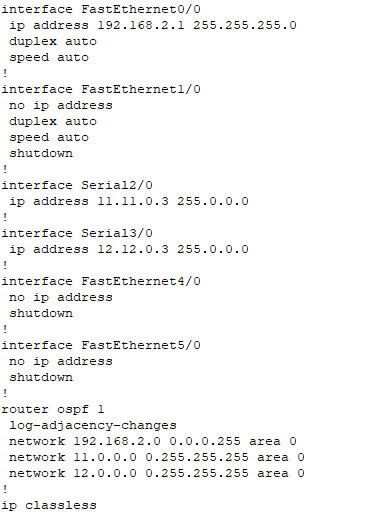 interface FastEthernet0/0
 ip address 192.168.2.1 255.255.255.0
 duplex auto
 speed auto
!
interface FastEthernet1/0
 no ip address
 duplex auto
 speed auto
 shutdown
!
interface Serial2/0
 ip address 11.11.0.3 255.0.0.0
!
interface Serial3/0
 ip address 12.12.0.3 255.0.0.0
!
interface FastEthernet4/0
 no ip address
 shutdown
!
interface FastEthernet5/0
 no ip address
 shutdown
!
router ospf 1
 log-adjacency-changes
 network 192.168.2.0 0.0.0.255 area 0
 network 11.0.0.0 0.255.255.255 area 0
 network 12.0.0.0 0.255.255.255 area 0
!
ip classless